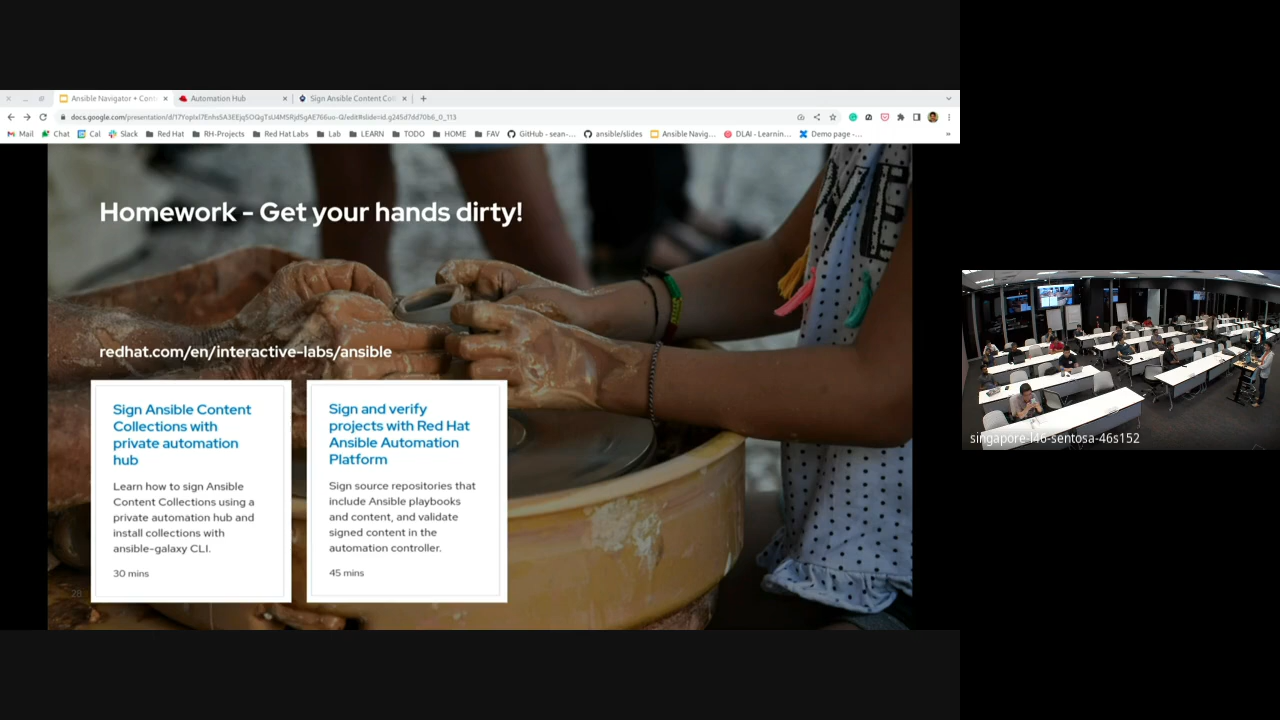 Ansible Navigator + Cont
Automation Hub
Sign Ansible Content Col
Mail
Chat
Cal
Slack
Red Hat
RH-Projects
Red Hat Labs
Lab
LEARN
TODO
HOME
FAV
GitHub - sean-...
ansible/slides
Ansible Navig...
DLAI - Learnin...
Demo page -...
Homework - Get your hands dirty!
redhat.com/en/interactive-labs/ansible
Sign Ansible Content
Collections with
private automation
hub
Learn how to sign Ansible
Content Collections using a
private automation hub and
install collections with
ansible-galaxy CLI.
30 mins
Sign and verify
projects with Red Hat
Ansible Automation
Platform
Sign source repositories that
include Ansible playbooks
and content, and validate
signed content in the
automation controller.
45 mins
28
singapore-l46-sentosa-46s152